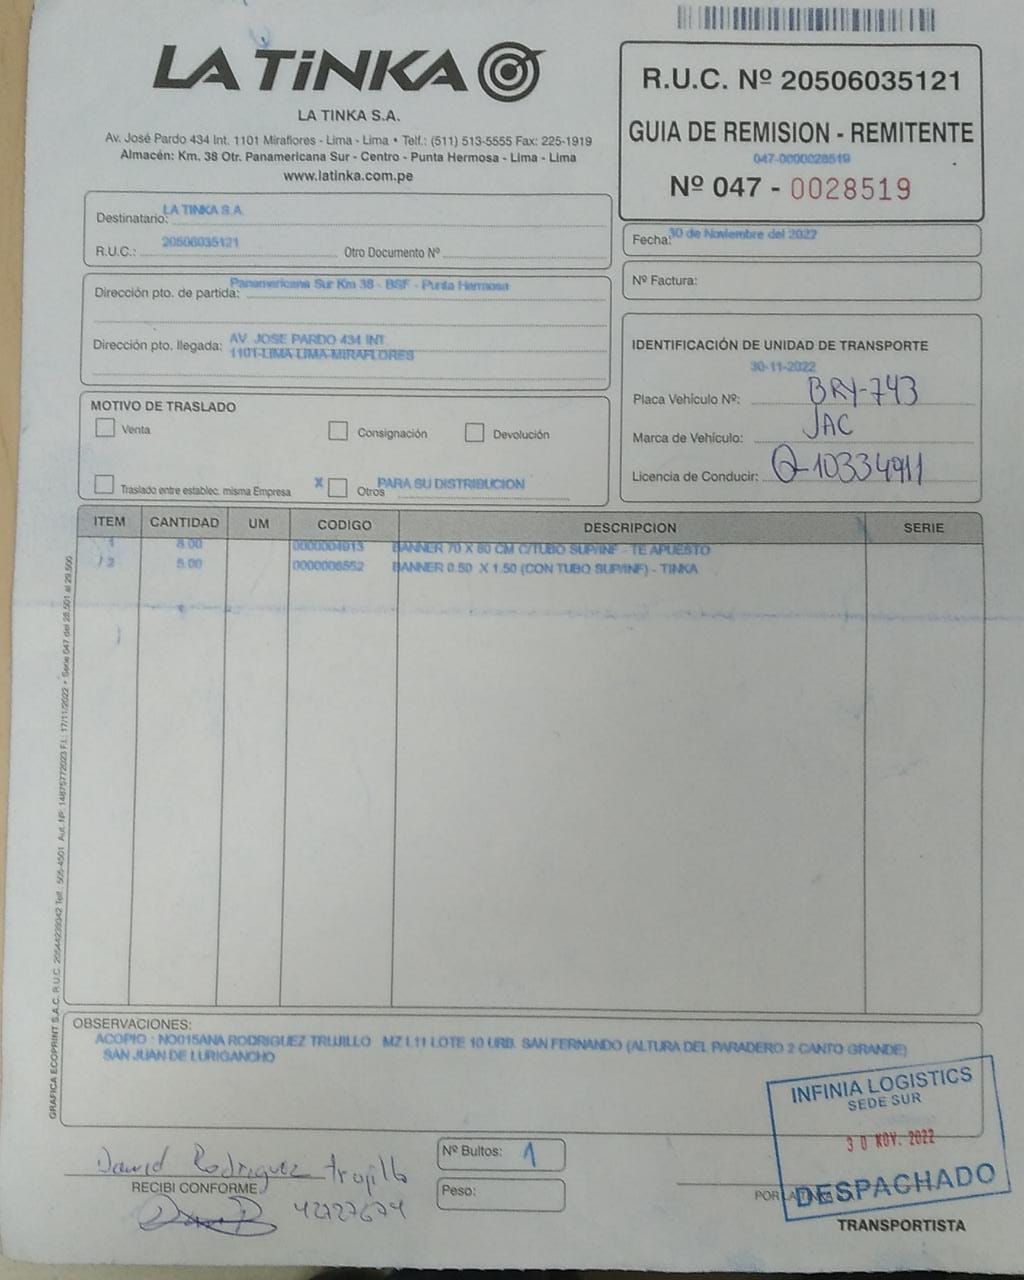 LA TiNKA
LA TINKA S.A.
Av. José Pardo 434 Int. 1101 Miraflores - Lima - Lima • Telf.: (511) 513-5555 Fax: 225-1919
Almacén: Km. 38 Otr. Panamericana Sur - Centro - Punta Hermosa - Lima - Lima
www.latinka.com.pe
R.U.C. Nº 20506035121
GUIA DE REMISION - REMITENTE
047-0000028519
Nº 047 - 0028519
Destinatario: LA TINKA S.A.
R.U.C.: 20506035121 Otro Documento Nº
Fecha: 30 de Noviembre del 2022
Nº Factura:
Dirección pto. de partida: Panamericana Sur Km 38 - BSF - Punta Hermosa
Dirección pto. llegada: AV. JOSE PARDO 434 INT.
1101-LIMA-LIMA-MIRAFLORES
IDENTIFICACIÓN DE UNIDAD DE TRANSPORTE
30-11-2022
Placa Vehículo Nº: BRY-743
Marca de Vehículo: JAC
Licencia de Conducir: Q-10334911
MOTIVO DE TRASLADO
Venta Consignación Devolución
Traslado entre establec. misma Empresa X Otros PARA SU DISTRIBUCION
ITEM CANTIDAD UM CODIGO DESCRIPCION SERIE
1 8.00 0000004913 BANNER 70 X 80 CM C/TUBO SUP/INF - TE APUESTO
2 5.00 0000008552 BANNER 0.50 X 1.50 (CON TUBO SUP/INF) - TINKA
GRAFICA ECOPRINT S.A.C. R.U.C. 20544239342 Telf.: 505-4501 Aut. Nº: 14875772023 F.I.: 17/11/2022 • Serie 047 del 28,501 al 29,500
OBSERVACIONES:
ACOPIO : NO015ANA RODRIGUEZ TRUJILLO MZ L11 LOTE 10 URB. SAN FERNANDO (ALTURA DEL PARADERO 2 CANTO GRANDE)
SAN JUAN DE LURIGANCHO
INFINIA LOGISTICS
SEDE SUR
30 NOV. 2022
DESPACHADO
David Rodriguez Trujillo
RECIBI CONFORME
42727674
Nº Bultos: 1
Peso:
POR LA TINKA S.A.
TRANSPORTISTA